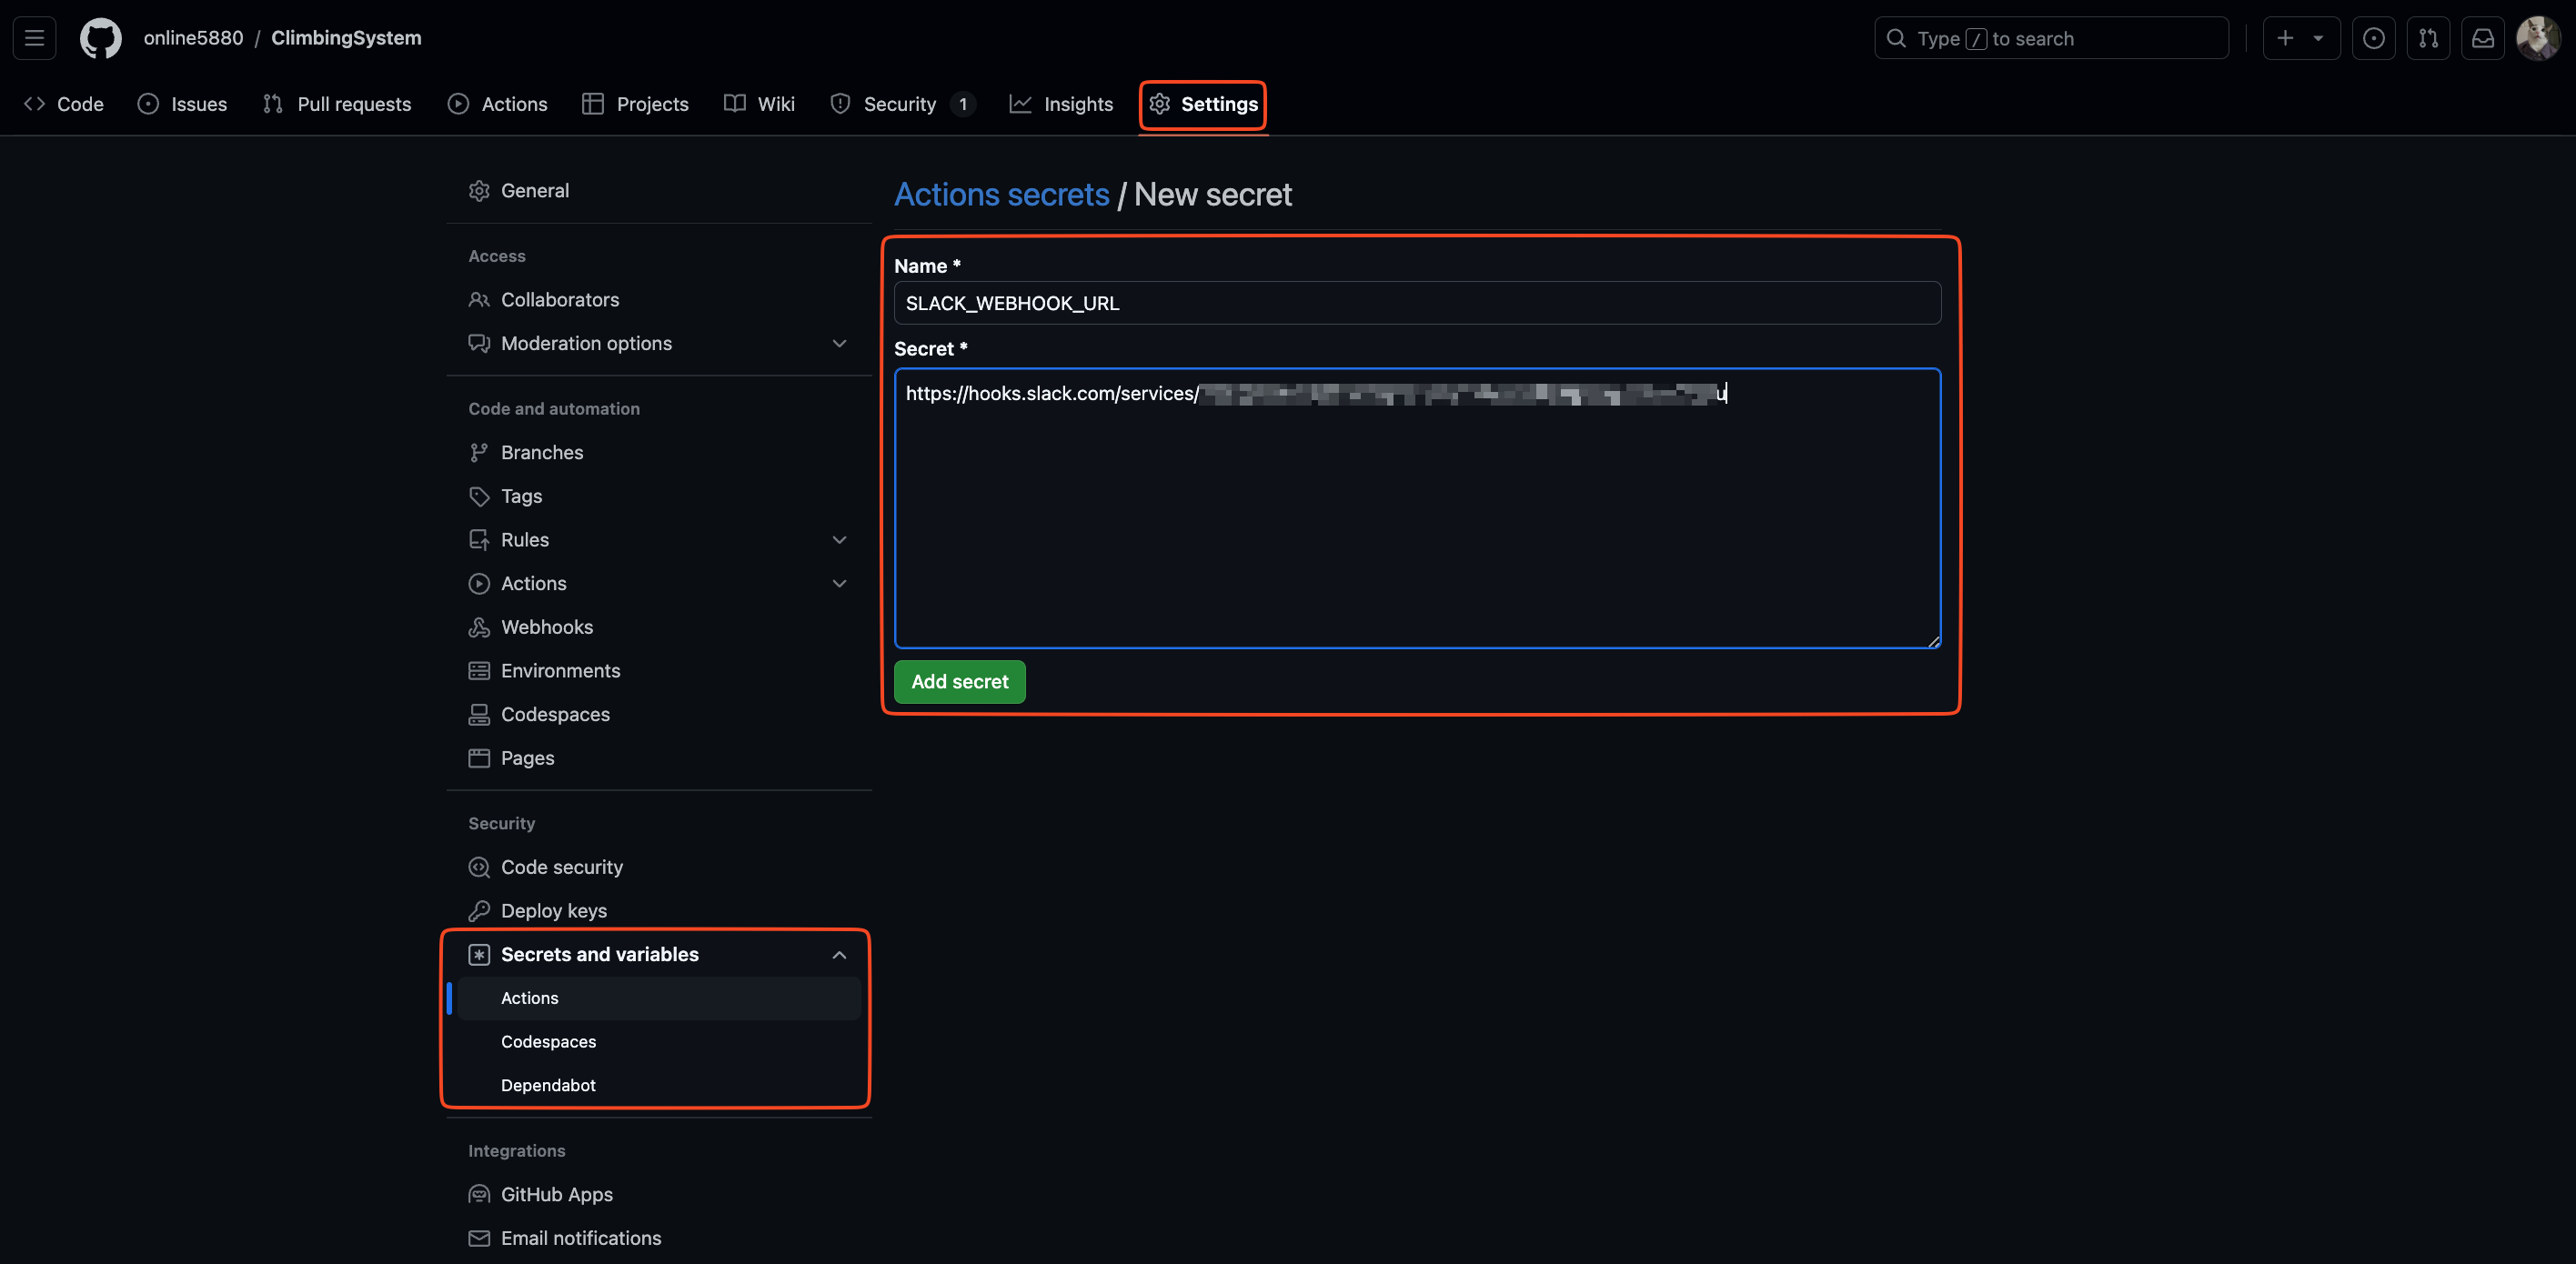 online5880 / ClimbingSystem
Type / to search
Code Issues Pull requests Actions Projects Wiki Security 1 Insights Settings
General
Access
Collaborators
Moderation options
Code and automation
Branches
Tags
Rules
Actions
Webhooks
Environments
Codespaces
Pages
Security
Code security
Deploy keys
Secrets and variables
Actions
Codespaces
Dependabot
Integrations
GitHub Apps
Email notifications
Actions secrets / New secret
Name *
SLACK_WEBHOOK_URL
Secret *
https://hooks.slack.com/services/
Add secret